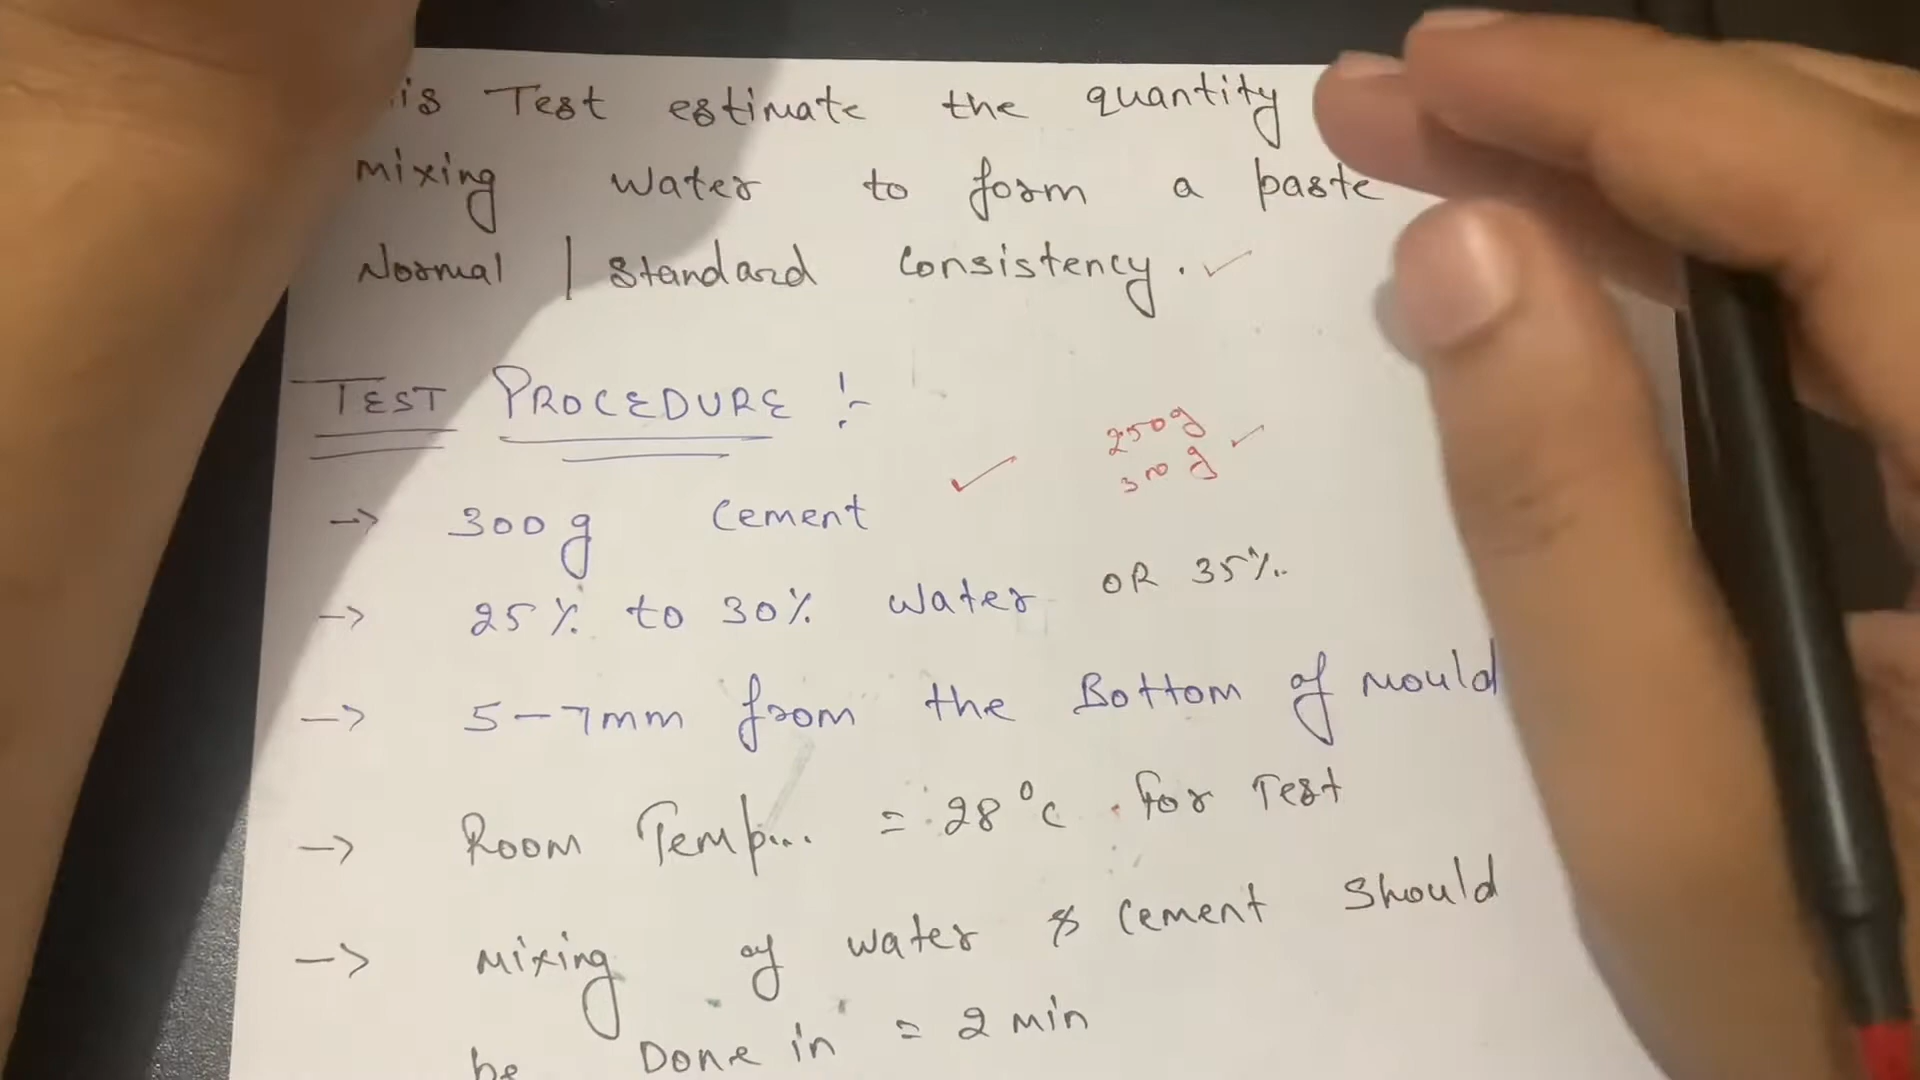 is Test estimate the quantity
mixing water to form a paste
Normal | Standard Consistency.
TEST PROCEDURE :-
250g
300g
→ 300g Cement
→ 25% to 30% water OR 35%.
→ 5-7mm from the Bottom of mould
→ Room Temp... = 28°C for Test
→ Mixing of water & cement should
be Done in = 2 min